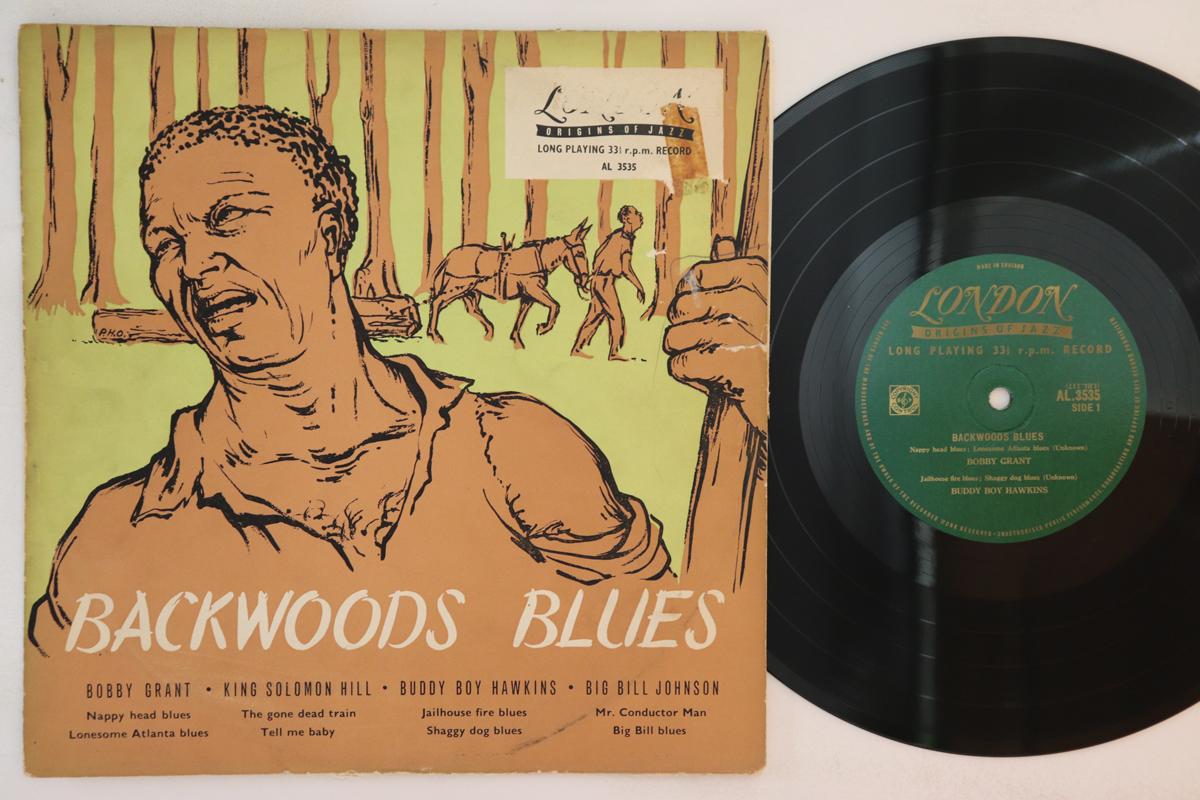 ORIGINS OF JAZZ
LONG PLAYING 33⅓ r.p.m. RECORD
AL 3535
P.H.O.
BACKWOODS BLUES
BOBBY GRANT • KING SOLOMON HILL • BUDDY BOY HAWKINS • BIG BILL JOHNSON
Nappy head blues The gone dead train Jailhouse fire blues Mr. Conductor Man
Lonesome Atlanta blues Tell me baby Shaggy dog blues Big Bill blues
MADE IN ENGLAND
LONDON
ORIGINS OF JAZZ
LONG PLAYING 33⅓ r.p.m. RECORD
AL.3535
SIDE 1
BACKWOODS BLUES
Nappy head blues; Lonesome Atlanta blues (Unknown)
BOBBY GRANT
Jailhouse fire blues; Shaggy dog blues (Unknown)
BUDDY BOY HAWKINS